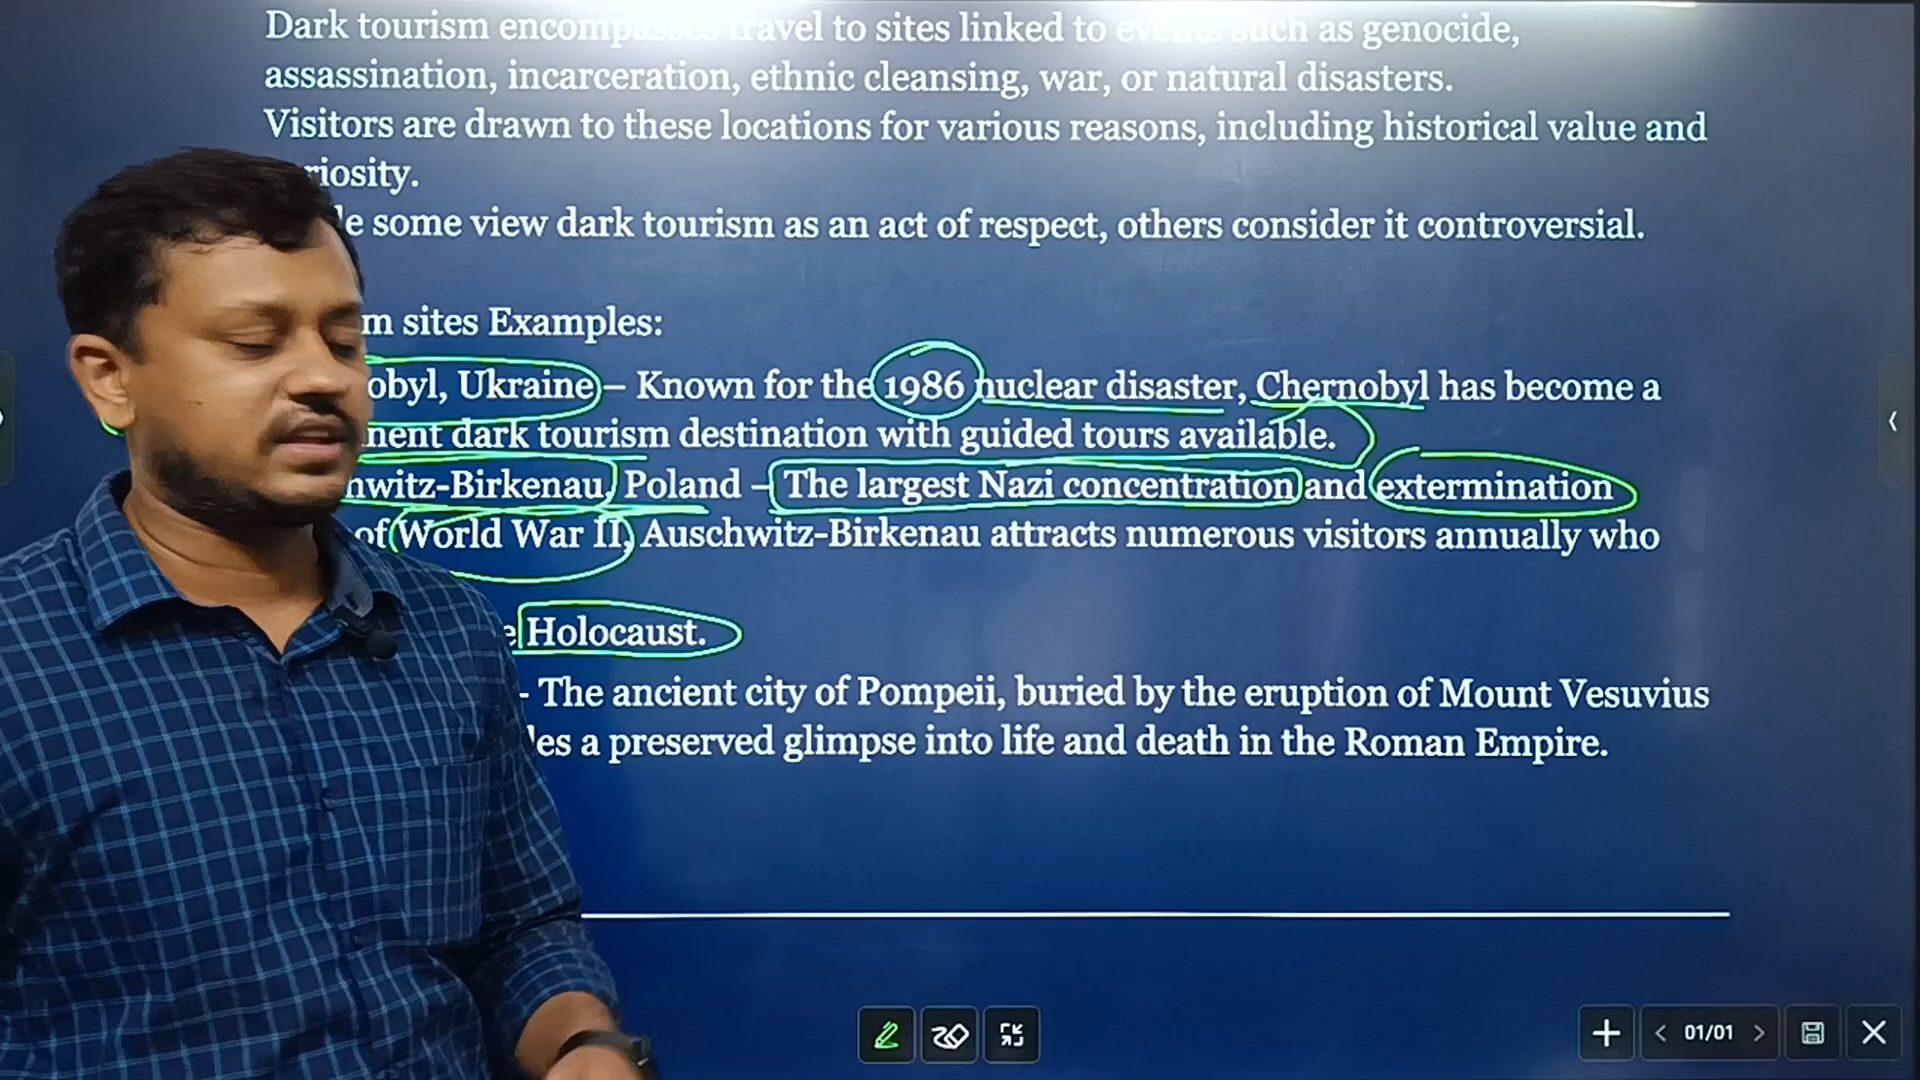 Dark tourism encompasses travel to sites linked to events such as genocide,
assassination, incarceration, ethnic cleansing, war, or natural disasters.
Visitors are drawn to these locations for various reasons, including historical value and
riosity.
e some view dark tourism as an act of respect, others consider it controversial.
m sites Examples:
obyl, Ukraine – Known for the 1986 nuclear disaster, Chernobyl has become a
nent dark tourism destination with guided tours available.
hwitz-Birkenau, Poland – The largest Nazi concentration and extermination
of World War II, Auschwitz-Birkenau attracts numerous visitors annually who
e Holocaust.
- The ancient city of Pompeii, buried by the eruption of Mount Vesuvius
les a preserved glimpse into life and death in the Roman Empire.
01/01